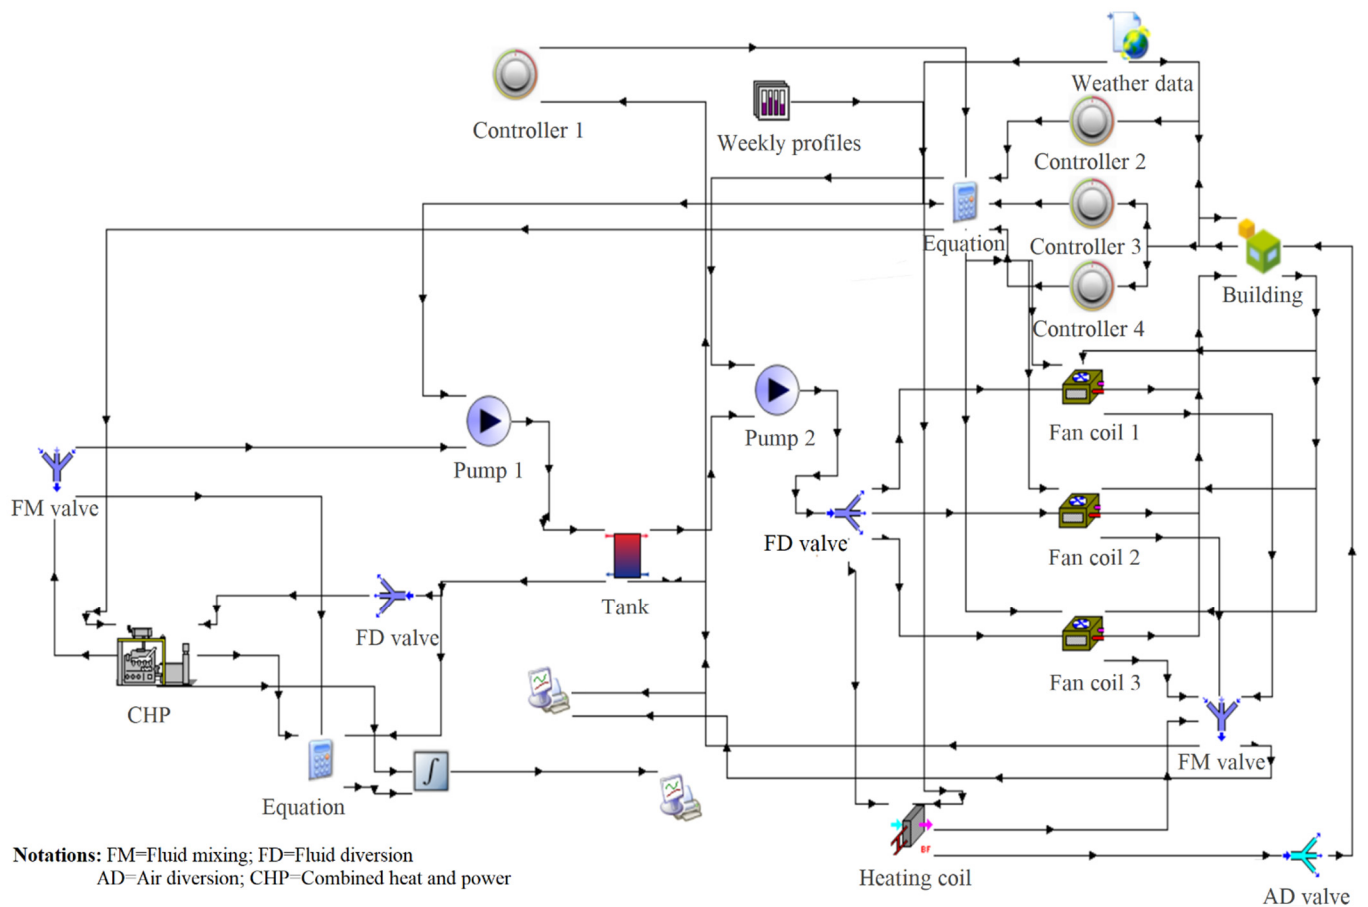 Weather data
Controller 1
Weekly profiles
Controller 2
Equation
Controller 3
Building
Controller 4
Pump 1
Pump 2
Fan coil 1
FM valve
FD valve
Fan coil 2
Tank
FD valve
Fan coil 3
CHP
FM valve
Equation
∫
BF
Heating coil
AD valve
Notations: FM=Fluid mixing; FD=Fluid diversion
AD=Air diversion; CHP=Combined heat and power